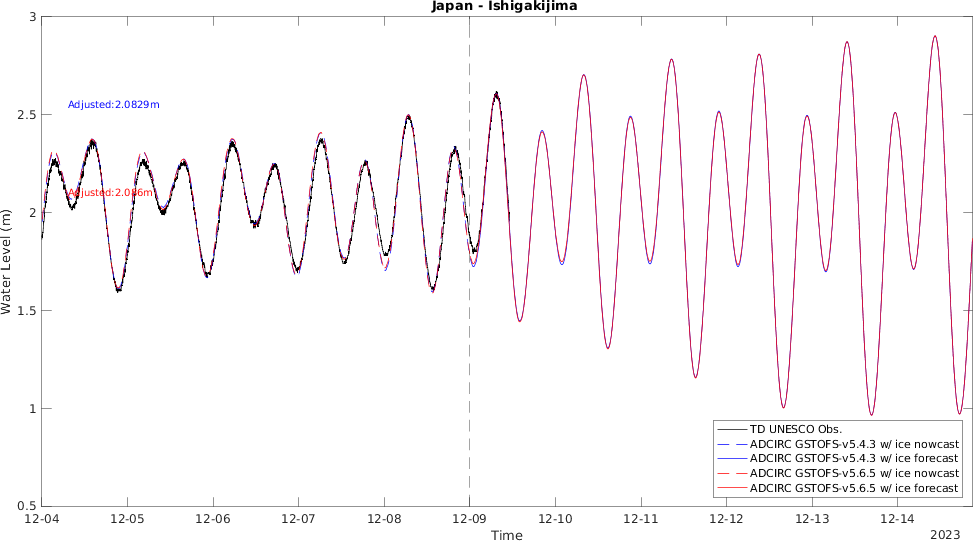 Japan - Ishigakijima
Adjusted:2.0829m
Adjusted:2.086m
Water Level (m)
3
2.5
2
1.5
1
0.5
12-04
12-05
12-06
12-07
12-08
12-09
12-10
12-11
12-12
12-13
12-14
Time
2023
TD UNESCO Obs.
ADCIRC GSTOFS-v5.4.3 w/ ice nowcast
ADCIRC GSTOFS-v5.4.3 w/ ice forecast
ADCIRC GSTOFS-v5.6.5 w/ ice nowcast
ADCIRC GSTOFS-v5.6.5 w/ ice forecast